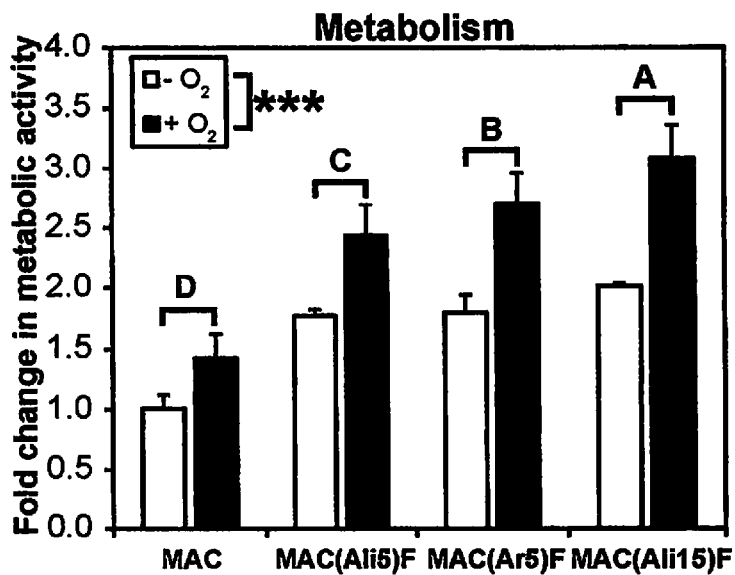 Metabolism
Fold change in metabolic activity
4.0
3.5
3.0
2.5
2.0
1.5
1.0
0.5
0.0
- O₂
+ O₂
***
D
C
B
A
MAC
MAC(Ali5)F
MAC(Ar5)F
MAC(Ali15)F